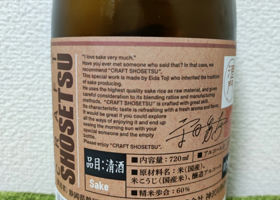 SHOSETSU
"I love sake very much."
Have you ever met someone who said that? In that case, we
recommend "CRAFT SHOSETSU".
This special work is made by Eida Toji who inherited the tradition
of sake producing.
He uses the highest quality sake rice as raw material, and gives
careful consideration to its blending ratios and manufacturing
methods. "CRAFT SHOSETSU" is crafted with great skill.
Its characteristic taste is refreshing with a fresh aroma and flavor.
It would be great if you could explore
all the ways of enjoying it and end up
seeing the morning sun with your
special someone and the empty
bottle.
Please enjoy "CRAFT SHOSETSU".
品目:清酒
Sake
■内容量:720㎖
■アルコール
■原材料名:米(国産)、
米こうじ(国産米)、
■精米歩合:60%